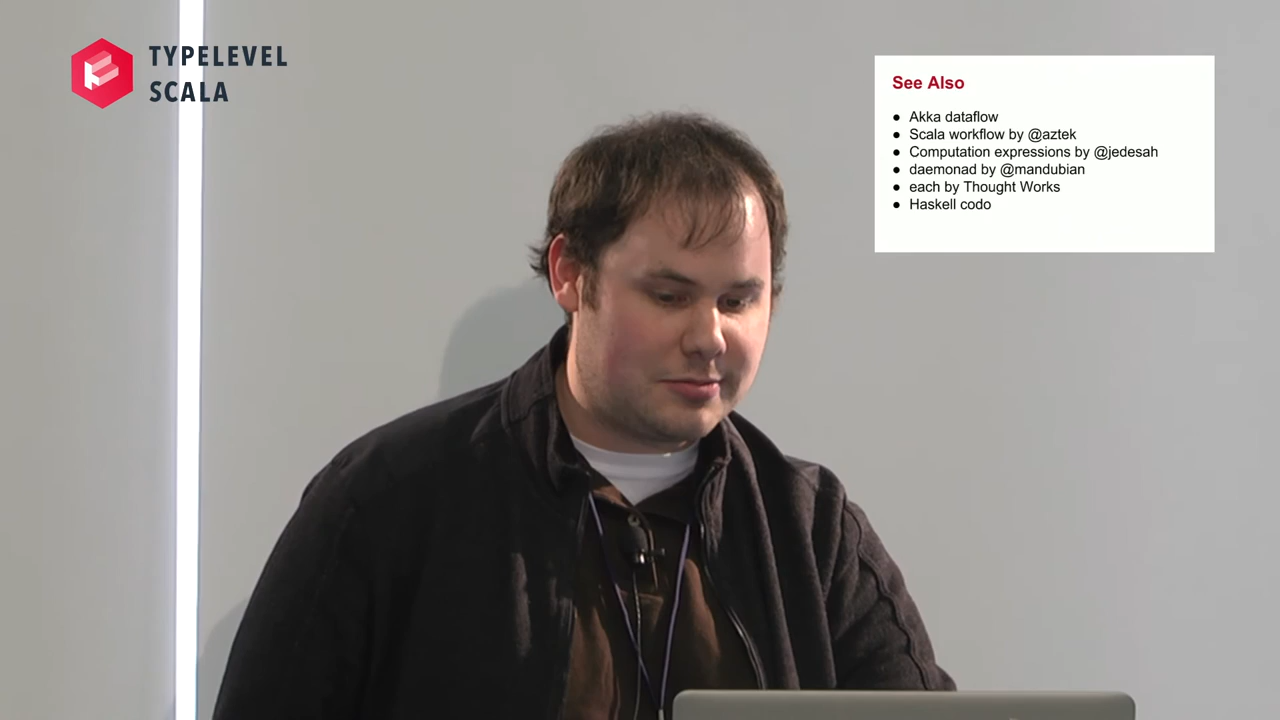 TYPELEVEL
SCALA
See Also
● Akka dataflow
● Scala workflow by @aztek
● Computation expressions by @jedesah
● daemonad by @mandubian
● each by Thought Works
● Haskell codo